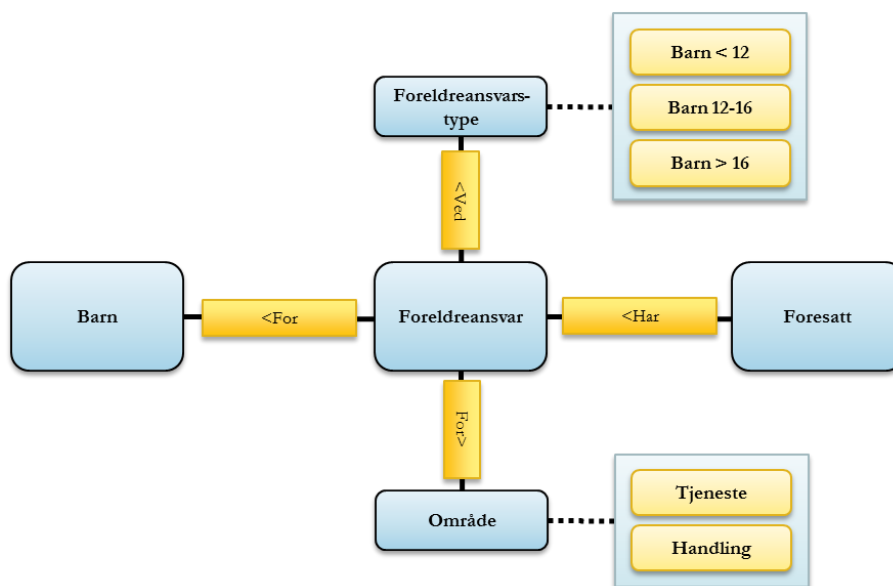 Barn < 12
Foreldreansvars-
type
Barn 12-16
Barn > 16
<Ved
Barn
<For
Foreldreansvar
<Har
Foresatt
For>
Område
Tjeneste
Handling